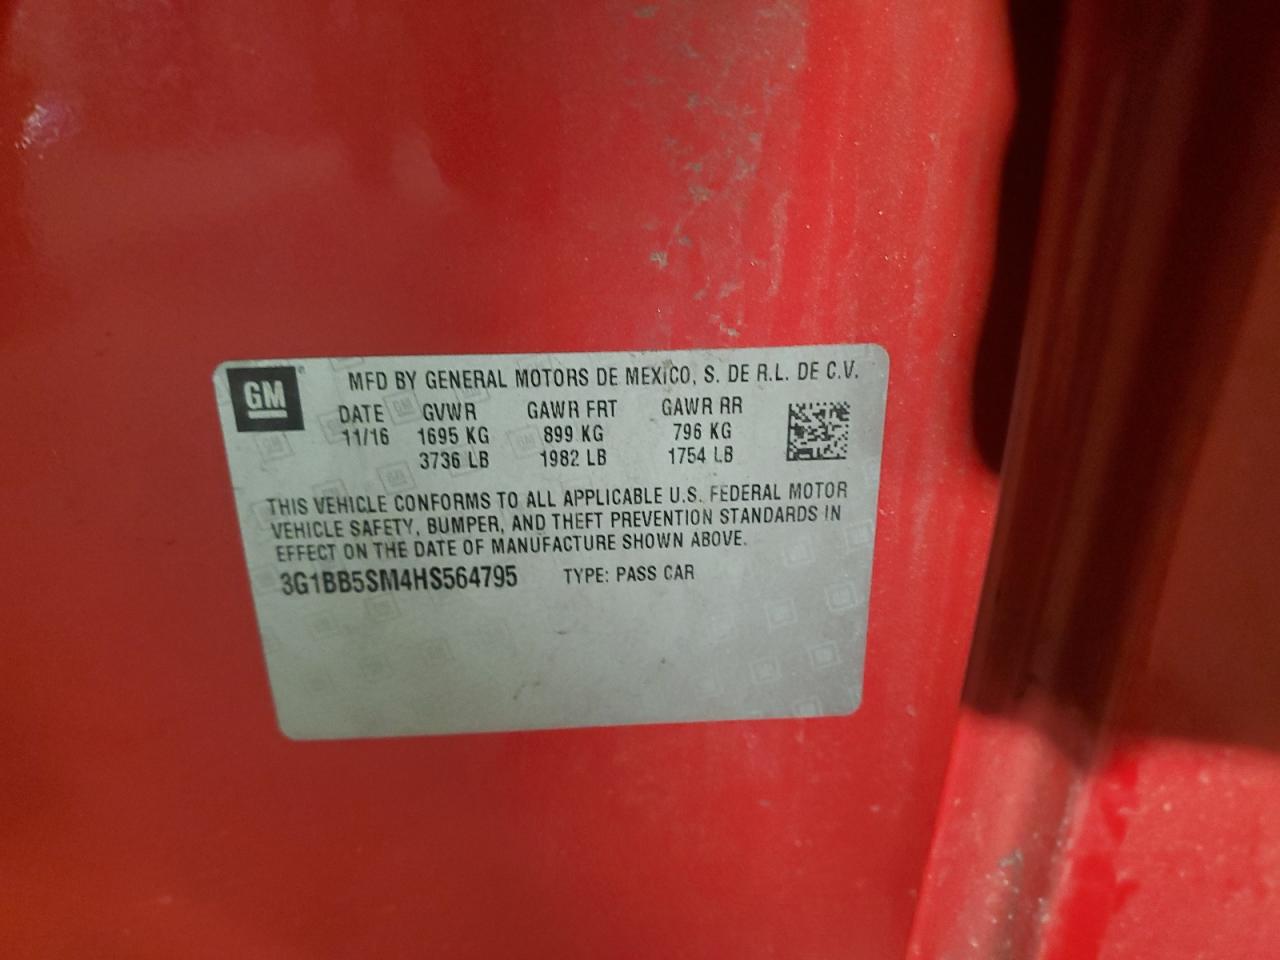 GM MFD BY GENERAL MOTORS DE MEXICO, S. DE R.L. DE C.V.
DATE GVWR GAWR FRT GAWR RR
11/16 1695 KG 899 KG 796 KG
3736 LB 1982 LB 1754 LB
THIS VEHICLE CONFORMS TO ALL APPLICABLE U.S. FEDERAL MOTOR
VEHICLE SAFETY, BUMPER, AND THEFT PREVENTION STANDARDS IN
EFFECT ON THE DATE OF MANUFACTURE SHOWN ABOVE.
3G1BB5SM4HS564795 TYPE: PASS CAR